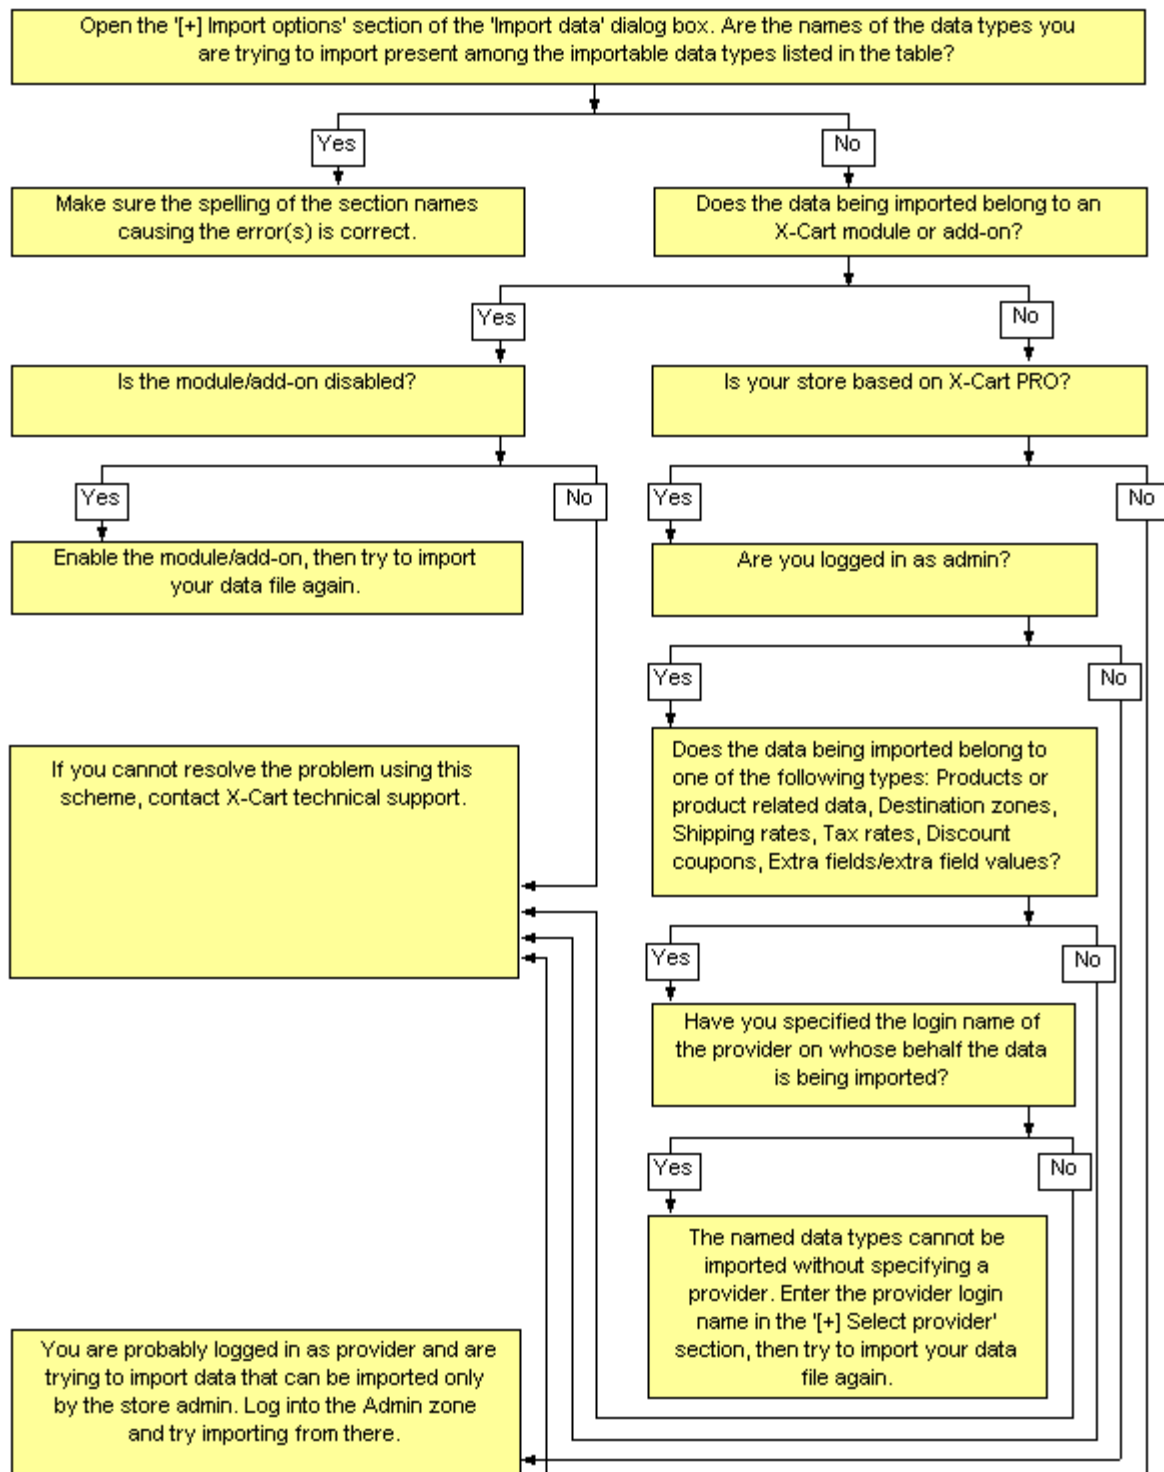 Open the '[+] Import options' section of the 'Import data' dialog box. Are the names of the data types you
are trying to import present among the importable data types listed in the table?
Yes
No
Make sure the spelling of the section names
causing the error(s) is correct.
Does the data being imported belong to an
X-Cart module or add-on?
Yes
No
Is the module/add-on disabled?
Is your store based on X-Cart PRO?
Yes
No
Yes
No
Enable the module/add-on, then try to import
your data file again.
Are you logged in as admin?
Yes
No
If you cannot resolve the problem using this
scheme, contact X-Cart technical support.
Does the data being imported belong to
one of the following types: Products or
product related data, Destination zones,
Shipping rates, Tax rates, Discount
coupons, Extra fields/extra field values?
Yes
No
Have you specified the login name of
the provider on whose behalf the data
is being imported?
Yes
No
The named data types cannot be
imported without specifying a
provider. Enter the provider login
name in the '[+] Select provider'
section, then try to import your data
file again.
You are probably logged in as provider and are
trying to import data that can be imported only
by the store admin. Log into the Admin zone
and try importing from there.